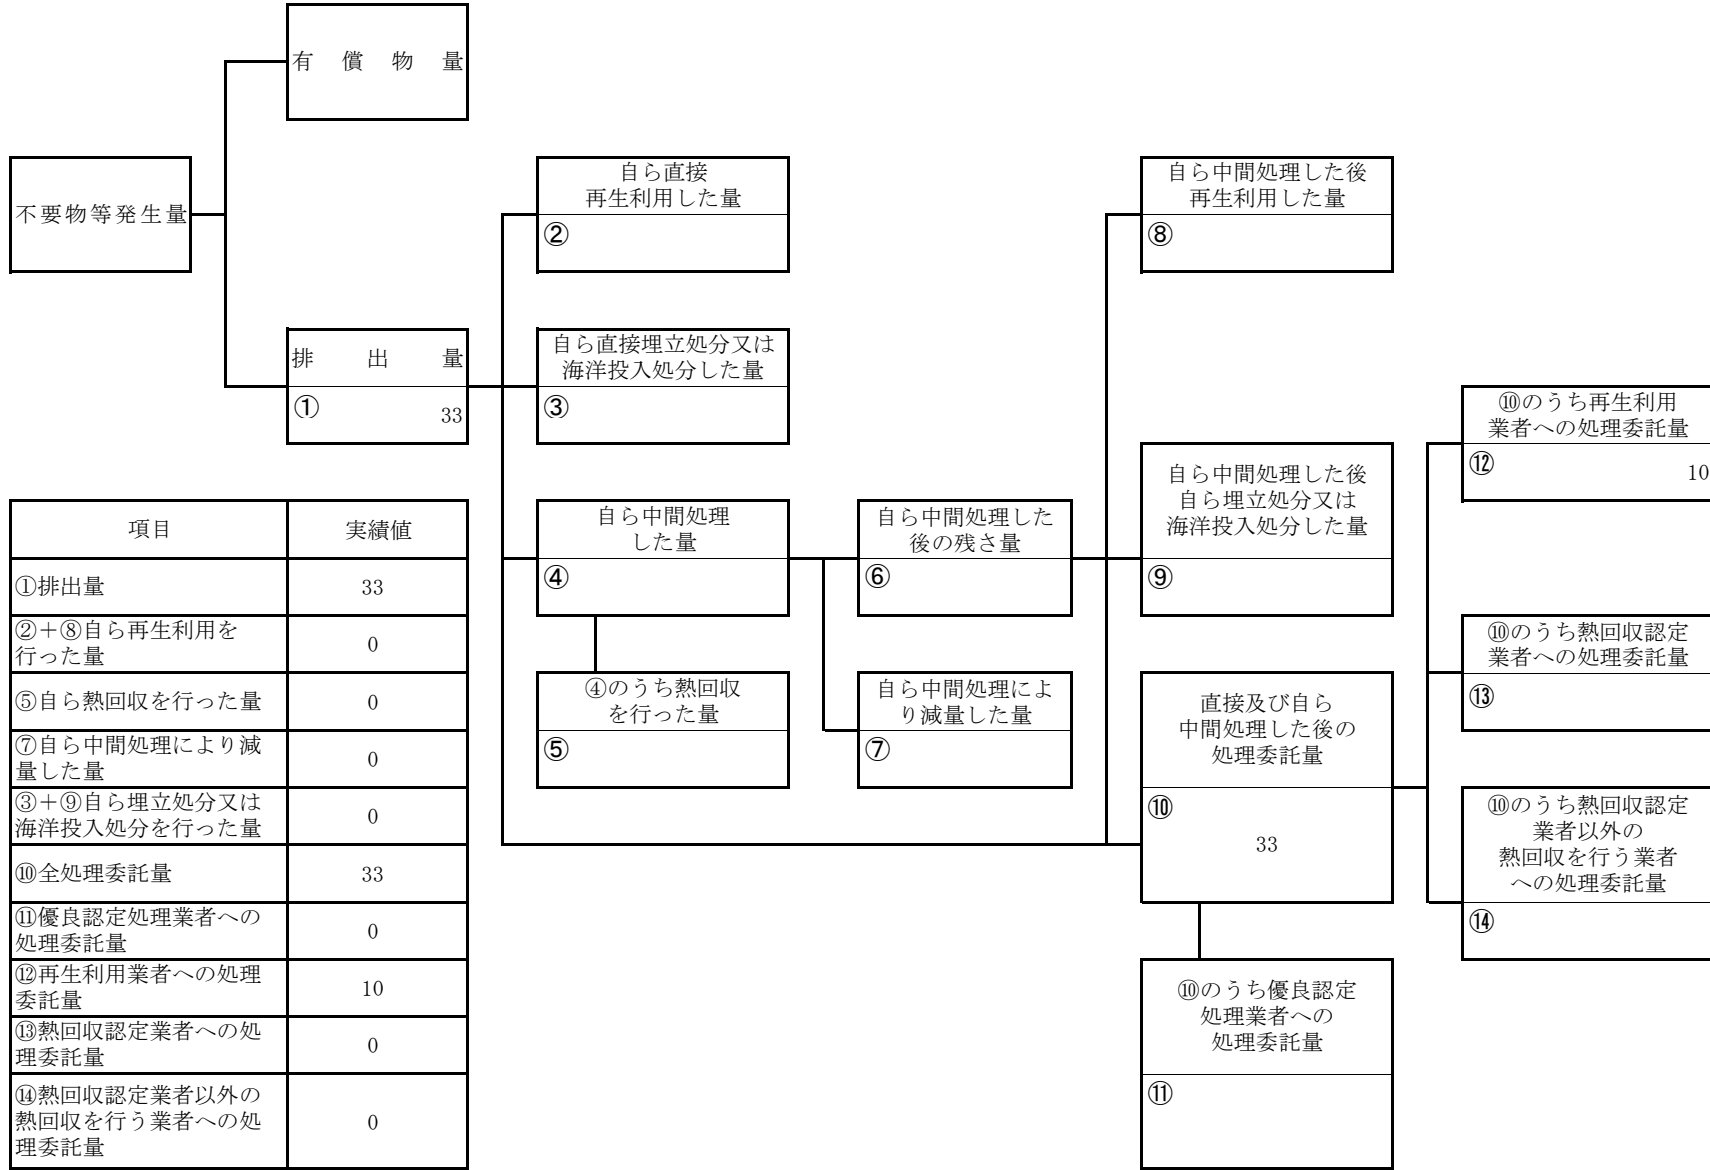 有償物量
不要物等発生量
排出量
① 33
自ら直接
再生利用した量
②
自ら直接埋立処分又は
海洋投入処分した量
③
自ら中間処理
した量
④
④のうち熱回収
を行った量
⑤
自ら中間処理した
後の残さ量
⑥
自ら中間処理によ
り減量した量
⑦
自ら中間処理した後
再生利用した量
⑧
自ら中間処理した後
自ら埋立処分又は
海洋投入処分した量
⑨
直接及び自ら
中間処理した後の
処理委託量
⑩
33
⑩のうち優良認定
処理業者への
処理委託量
⑪
⑩のうち再生利用
業者への処理委託量
⑫ 10
⑩のうち熱回収認定
業者への処理委託量
⑬
⑩のうち熱回収認定
業者以外の
熱回収を行う業者
への処理委託量
⑭
項目 実績値
①排出量 33
②+⑧自ら再生利用を
行った量 0
⑤自ら熱回収を行った量 0
⑦自ら中間処理により減
量した量 0
③+⑨自ら埋立処分又は
海洋投入処分を行った量 0
⑩全処理委託量 33
⑪優良認定処理業者への
処理委託量 0
⑫再生利用業者への処理
委託量 10
⑬熱回収認定業者への処
理委託量 0
⑭熱回収認定業者以外の
熱回収を行う業者への処
理委託量 0